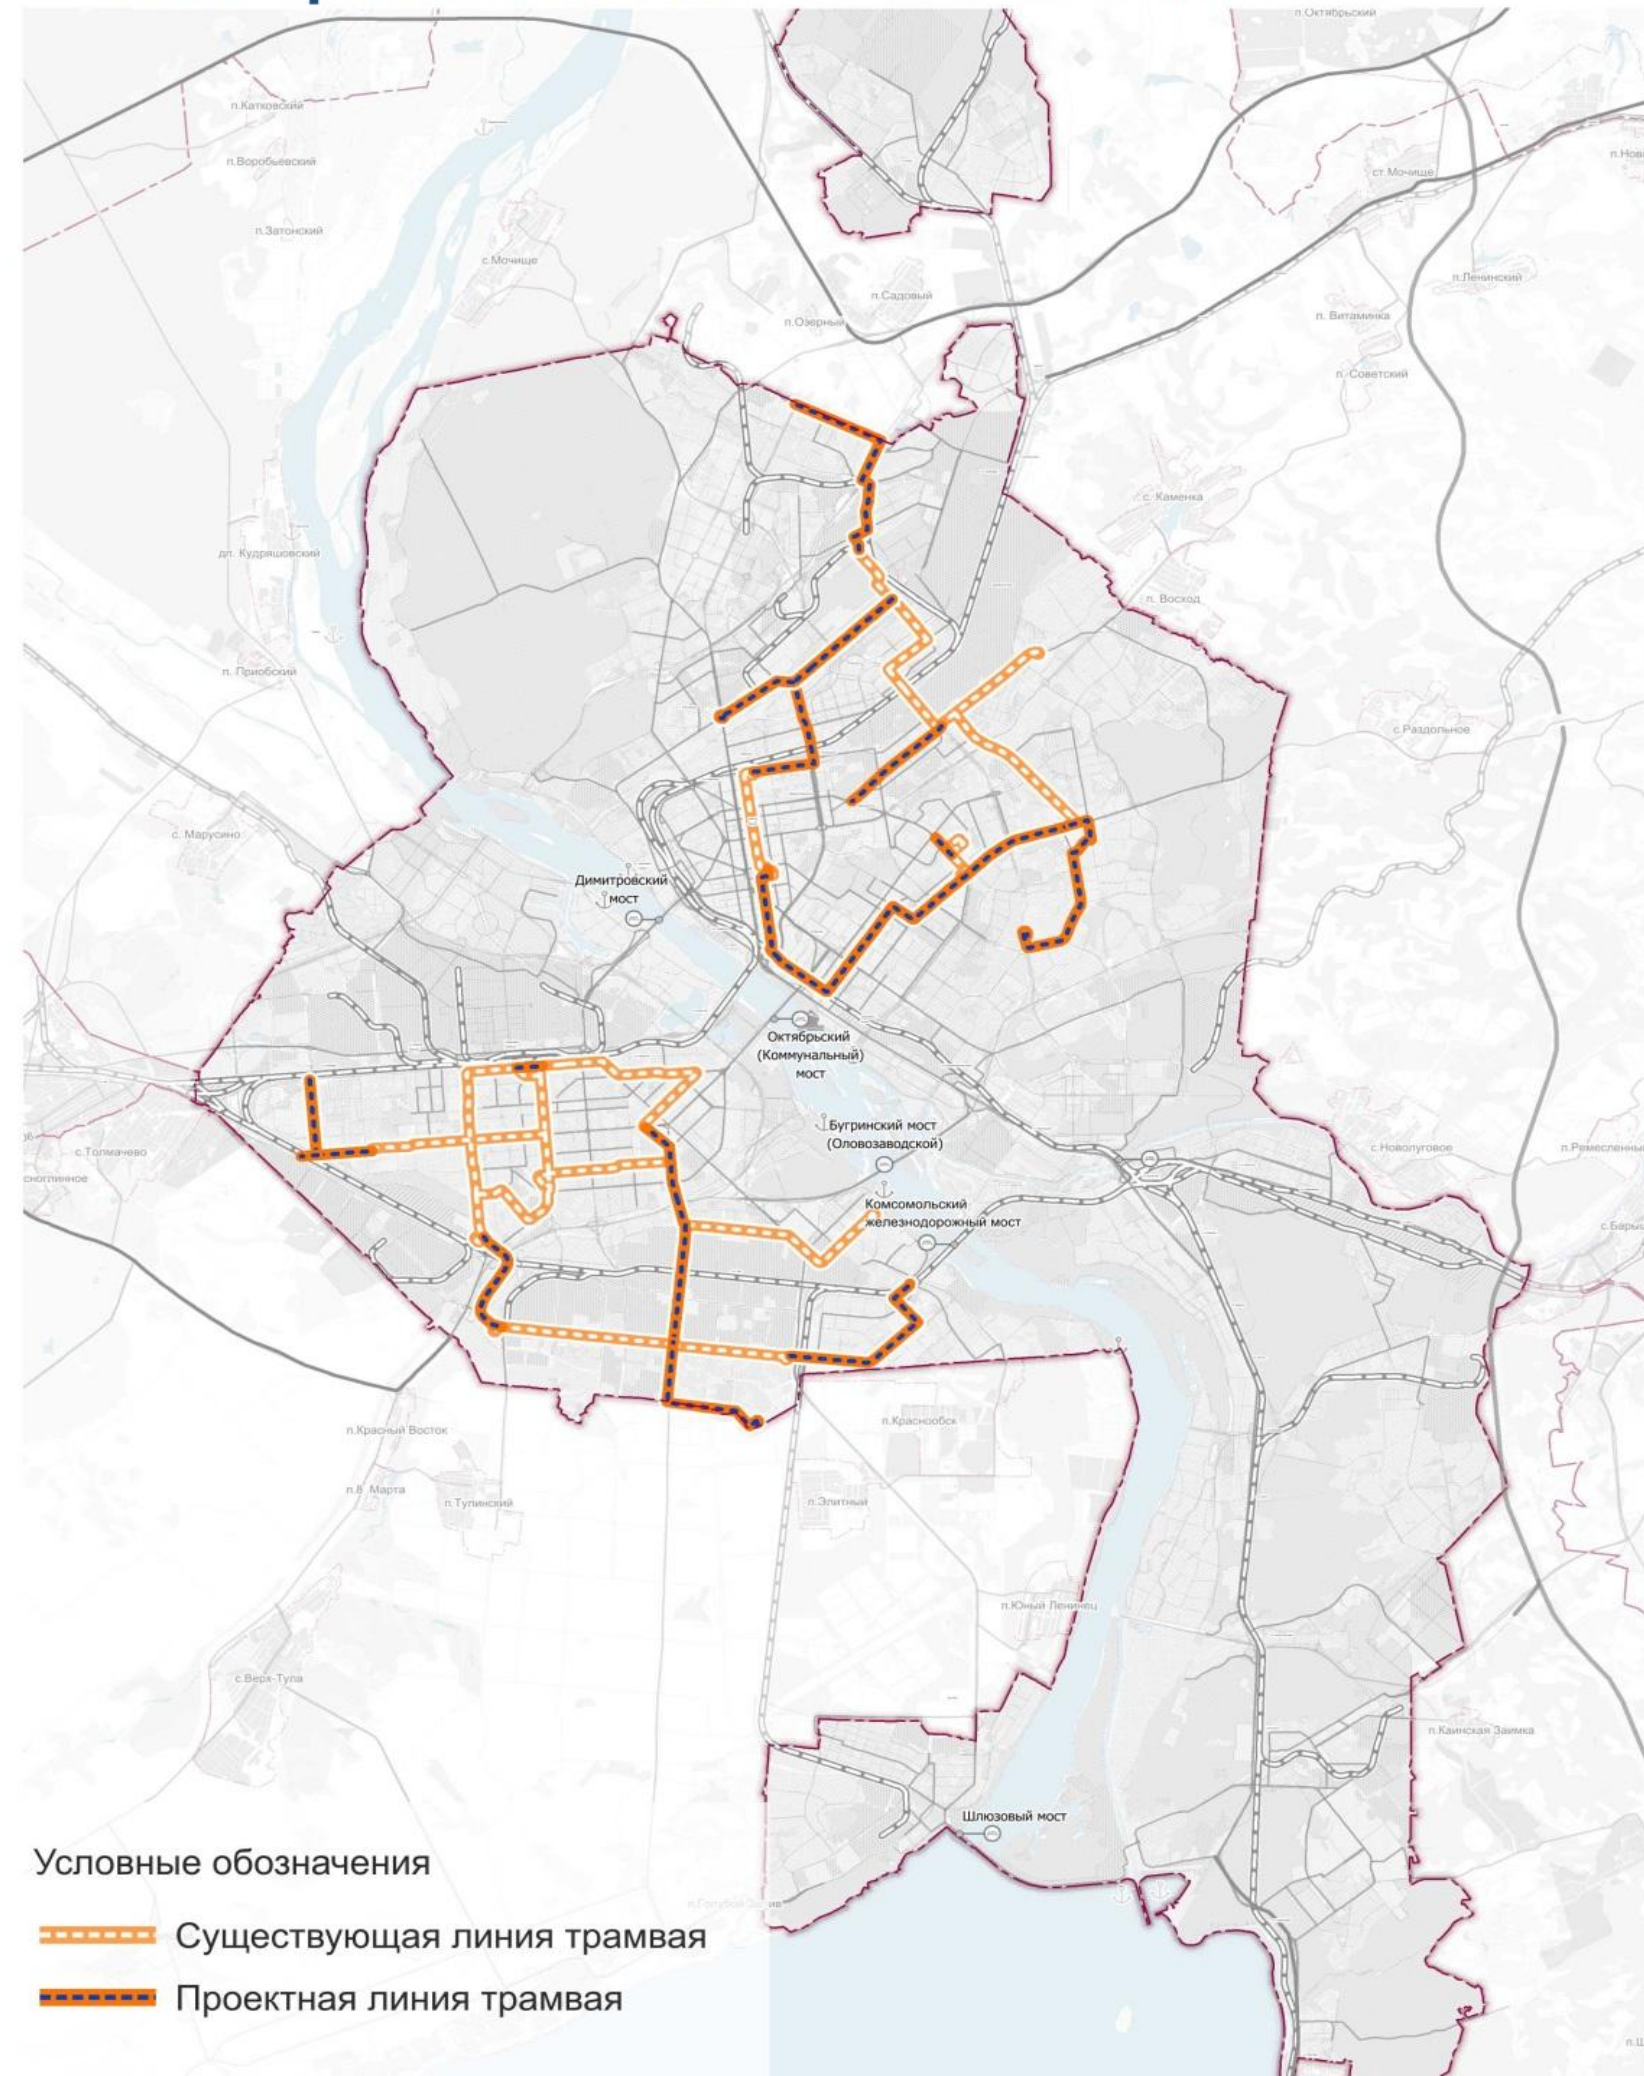 п.Октябрьский
п.Катковский
п.Воробьевский
ст.Мочище
п.Затонский
с.Мочище
п.Ленинский
п.Садовый
п.Озерный
п. Витаминка
п. Советский
с. Каменка
дп. Кудряшовский
п. Восход
п. Приобский
с.Раздольное
с. Марусино
Димитровский
мост
Октябрьский
(Коммунальный)
мост
Бугринский мост
(Оловозаводской)
с.Толмачево
с.Новолуговое
Комсомольский
железнодорожный мост
п.Краснообск
п.Красный Восток
п.8 Марта
п.Тулинский
п.Элитный
п.Юный Ленинец
с.Верх-Тула
п.Каинская Заимка
Шлюзовый мост
Условные обозначения
Существующая линия трамвая
Проектная линия трамвая